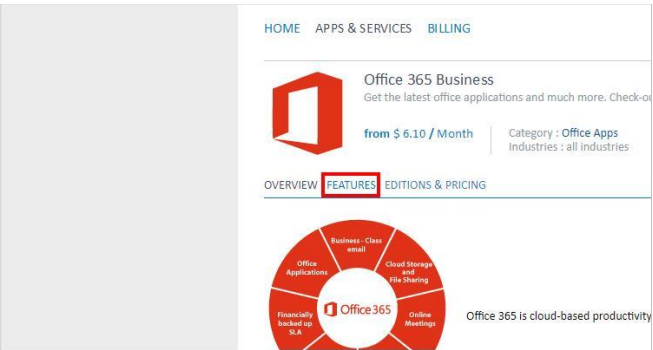 HOME APPS & SERVICES BILLING
Office 365 Business
Get the latest office applications and much more. Check-ou
from $ 6.10 / Month
Category : Office Apps
Industries : all industries
OVERVIEW FEATURES EDITIONS & PRICING
Business - Class
email
Office
Applications
Cloud Storage
and
File Sharing
Financially
backed up
SLA
Office 365
Online
Meetings
Office 365 is cloud-based productivity